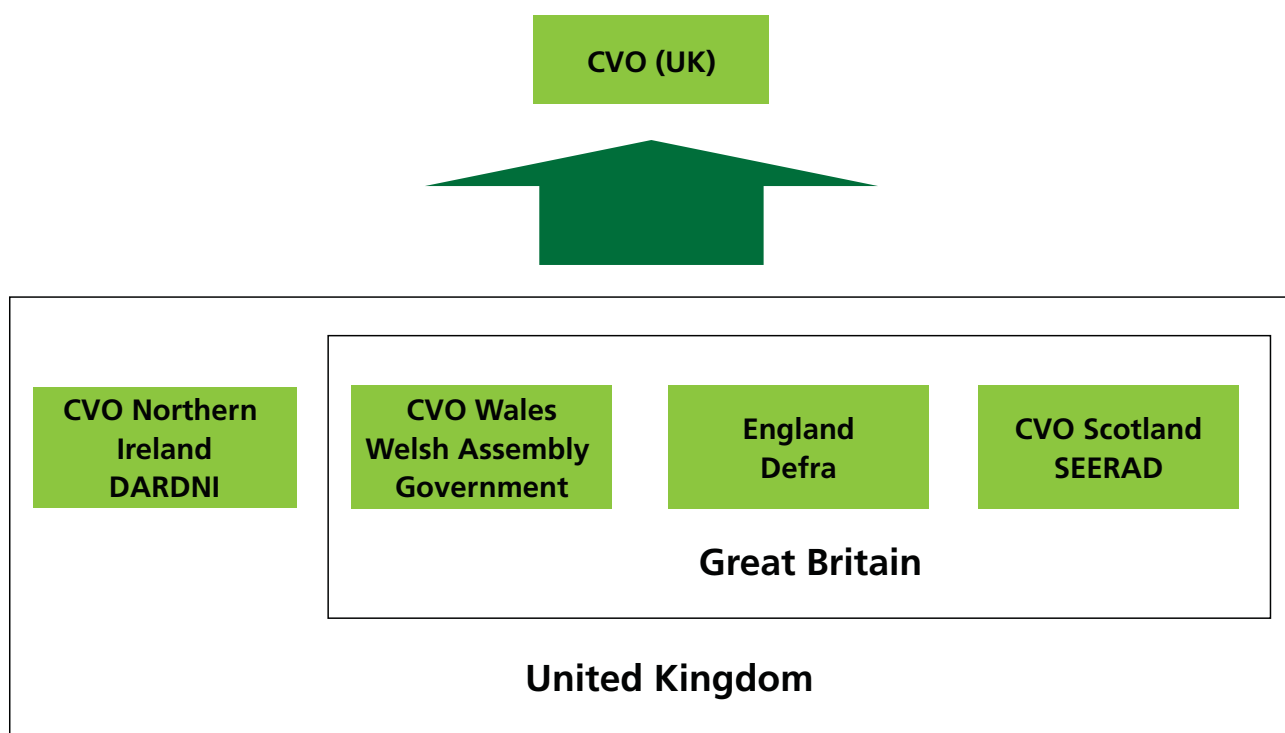 CVO (UK)
CVO Northern
Ireland
DARDNI
CVO Wales
Welsh Assembly
Government
England
Defra
CVO Scotland
SEERAD
Great Britain
United Kingdom